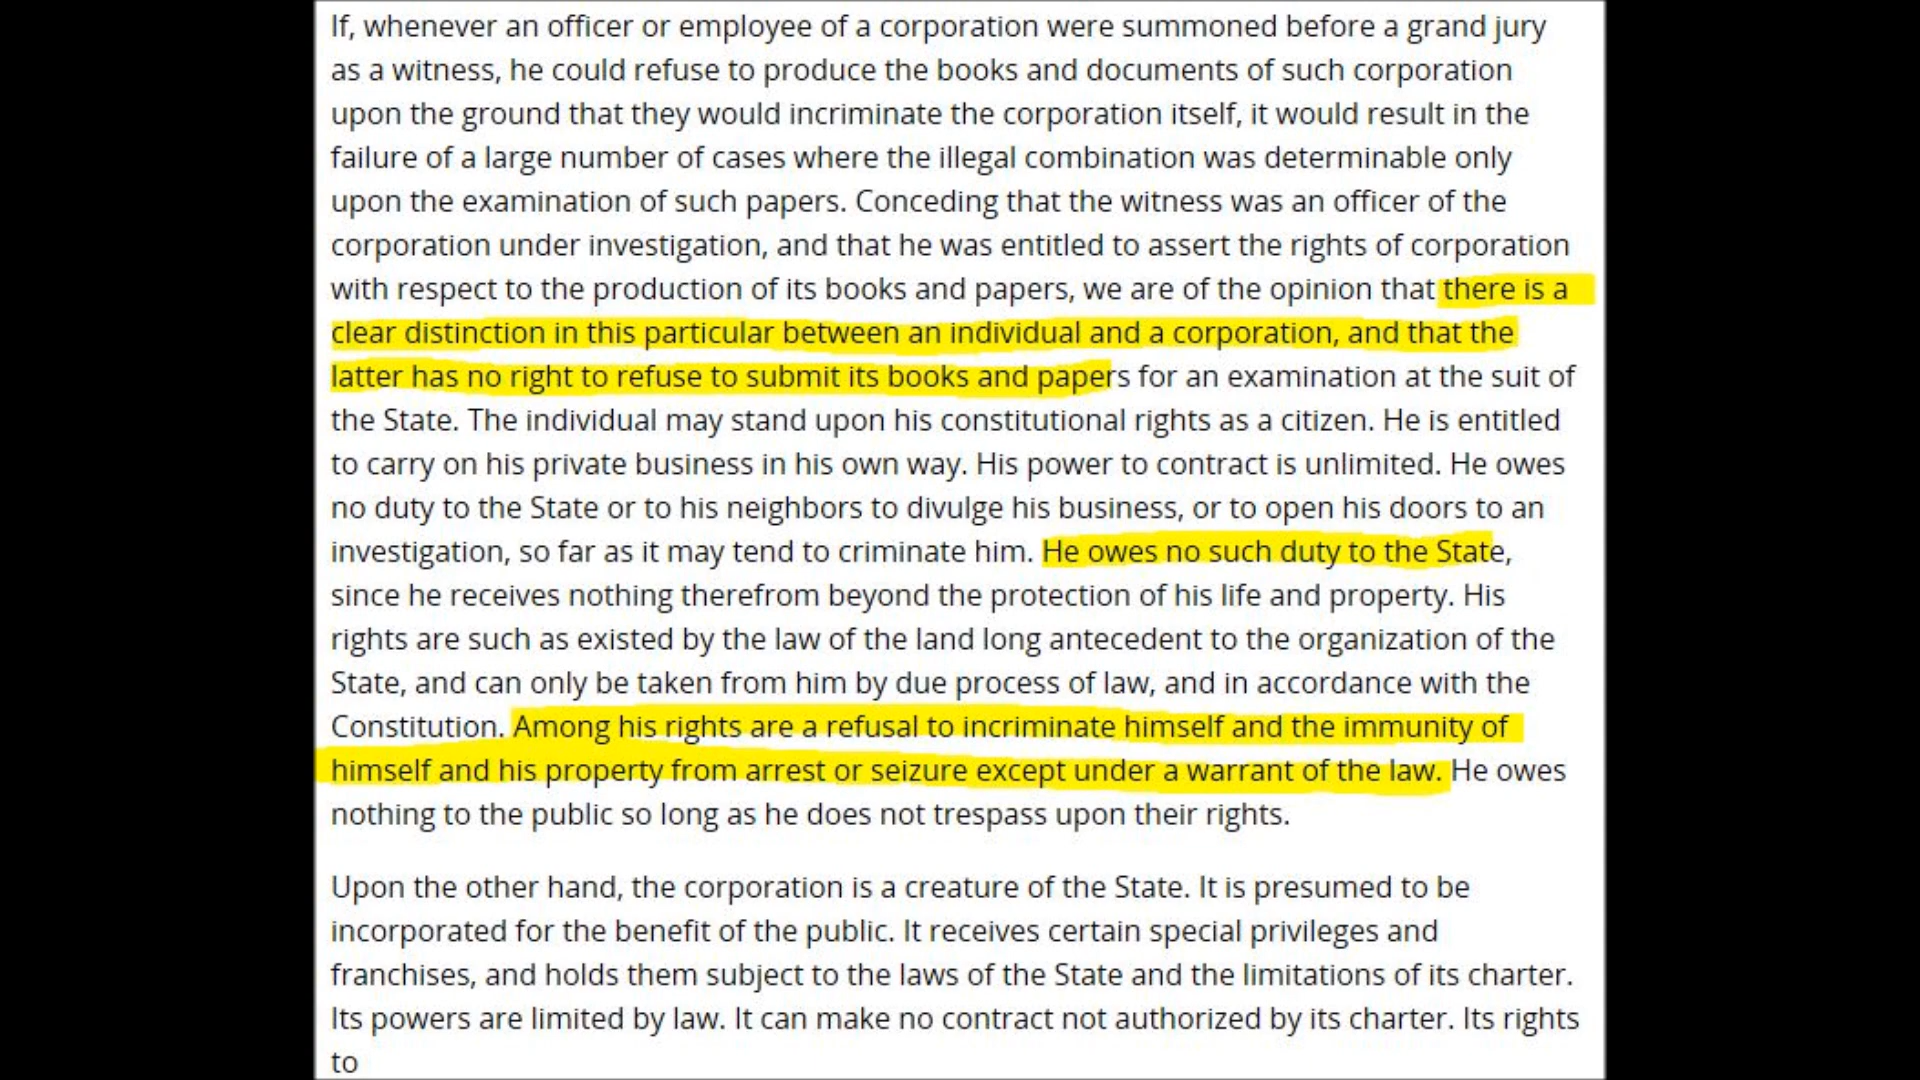 If, whenever an officer or employee of a corporation were summoned before a grand jury
as a witness, he could refuse to produce the books and documents of such corporation
upon the ground that they would incriminate the corporation itself, it would result in the
failure of a large number of cases where the illegal combination was determinable only
upon the examination of such papers. Conceding that the witness was an officer of the
corporation under investigation, and that he was entitled to assert the rights of corporation
with respect to the production of its books and papers, we are of the opinion that there is a
clear distinction in this particular between an individual and a corporation, and that the
latter has no right to refuse to submit its books and papers for an examination at the suit of
the State. The individual may stand upon his constitutional rights as a citizen. He is entitled
to carry on his private business in his own way. His power to contract is unlimited. He owes
no duty to the State or to his neighbors to divulge his business, or to open his doors to an
investigation, so far as it may tend to criminate him. He owes no such duty to the State,
since he receives nothing therefrom beyond the protection of his life and property. His
rights are such as existed by the law of the land long antecedent to the organization of the
State, and can only be taken from him by due process of law, and in accordance with the
Constitution. Among his rights are a refusal to incriminate himself and the immunity of
himself and his property from arrest or seizure except under a warrant of the law. He owes
nothing to the public so long as he does not trespass upon their rights.
Upon the other hand, the corporation is a creature of the State. It is presumed to be
incorporated for the benefit of the public. It receives certain special privileges and
franchises, and holds them subject to the laws of the State and the limitations of its charter.
Its powers are limited by law. It can make no contract not authorized by its charter. Its rights
to